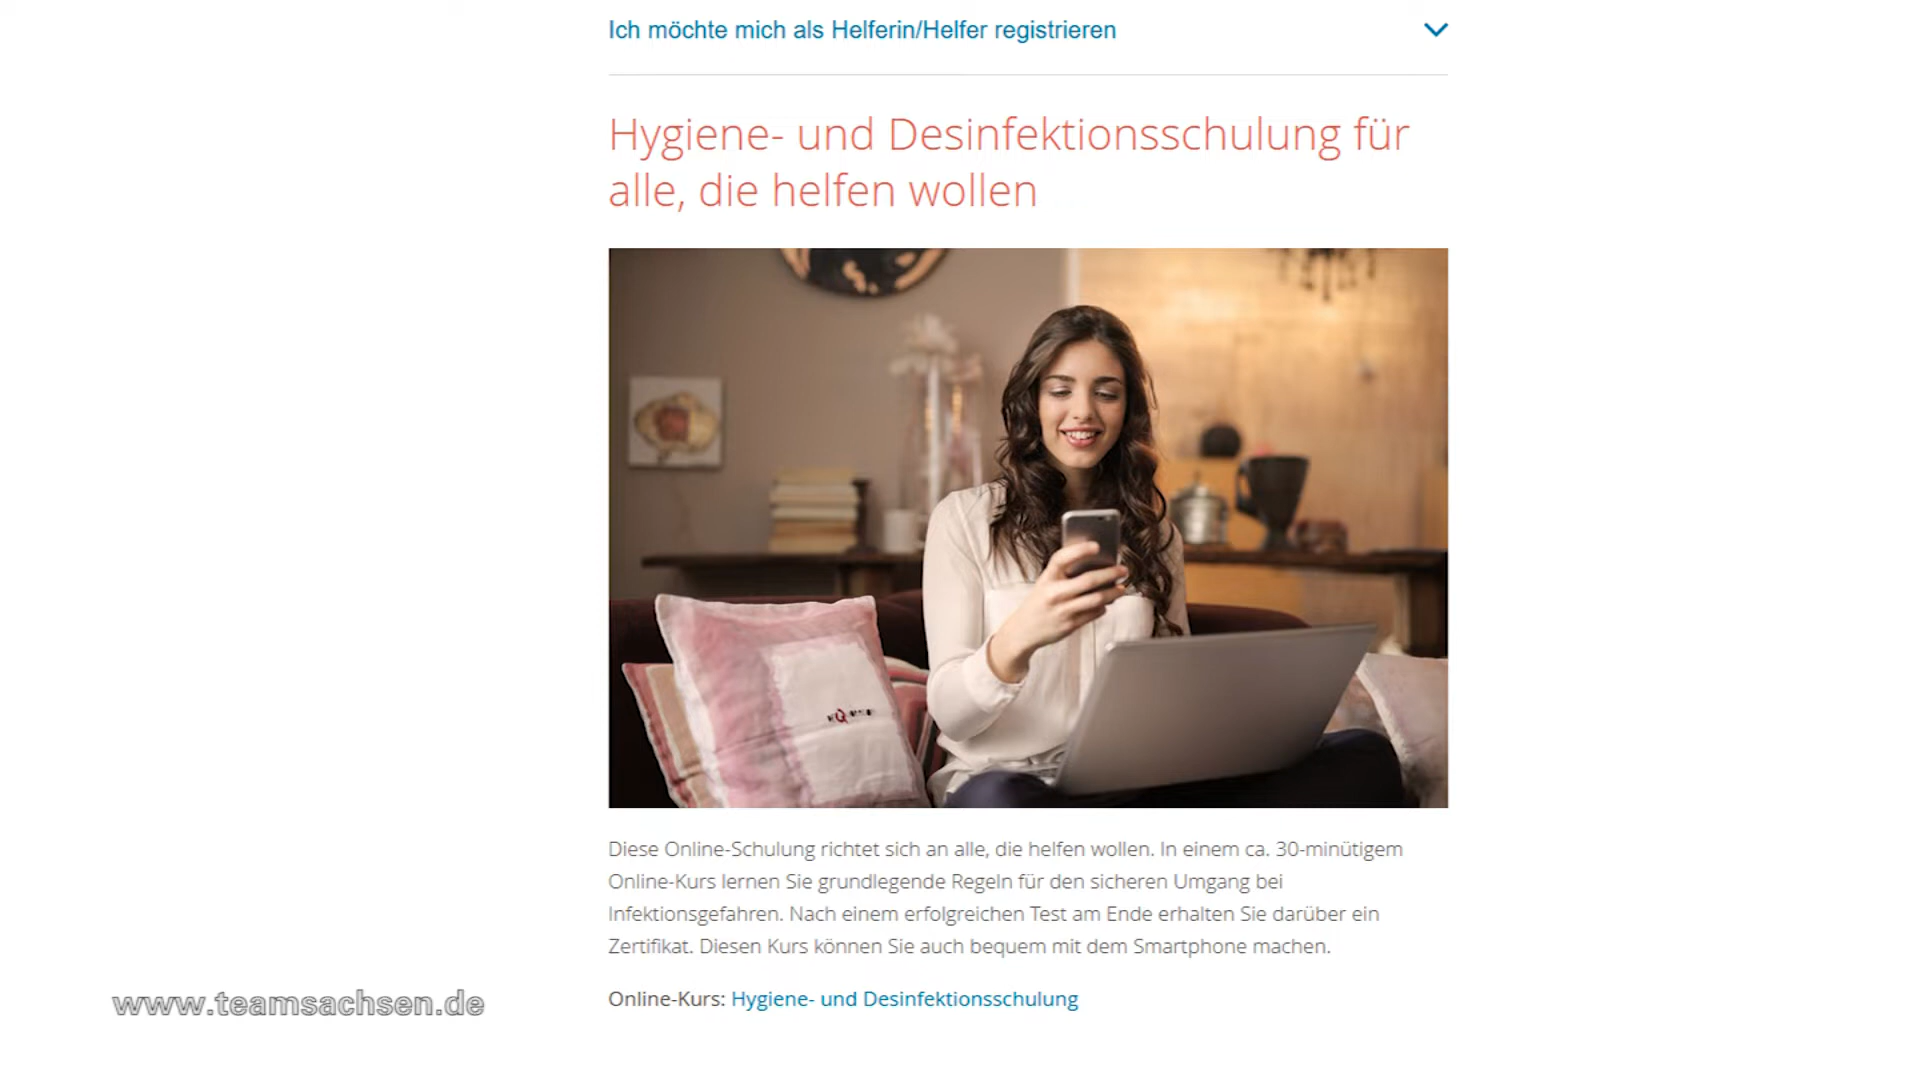 Ich möchte mich als Helferin/Helfer registrieren
Hygiene- und Desinfektionsschulung für
alle, die helfen wollen
Diese Online-Schulung richtet sich an alle, die helfen wollen. In einem ca. 30-minütigem
Online-Kurs lernen Sie grundlegende Regeln für den sicheren Umgang bei
Infektionsgefahren. Nach einem erfolgreichen Test am Ende erhalten Sie darüber ein
Zertifikat. Diesen Kurs können Sie auch bequem mit dem Smartphone machen.
Online-Kurs: Hygiene- und Desinfektionsschulung
www.teamsachsen.de